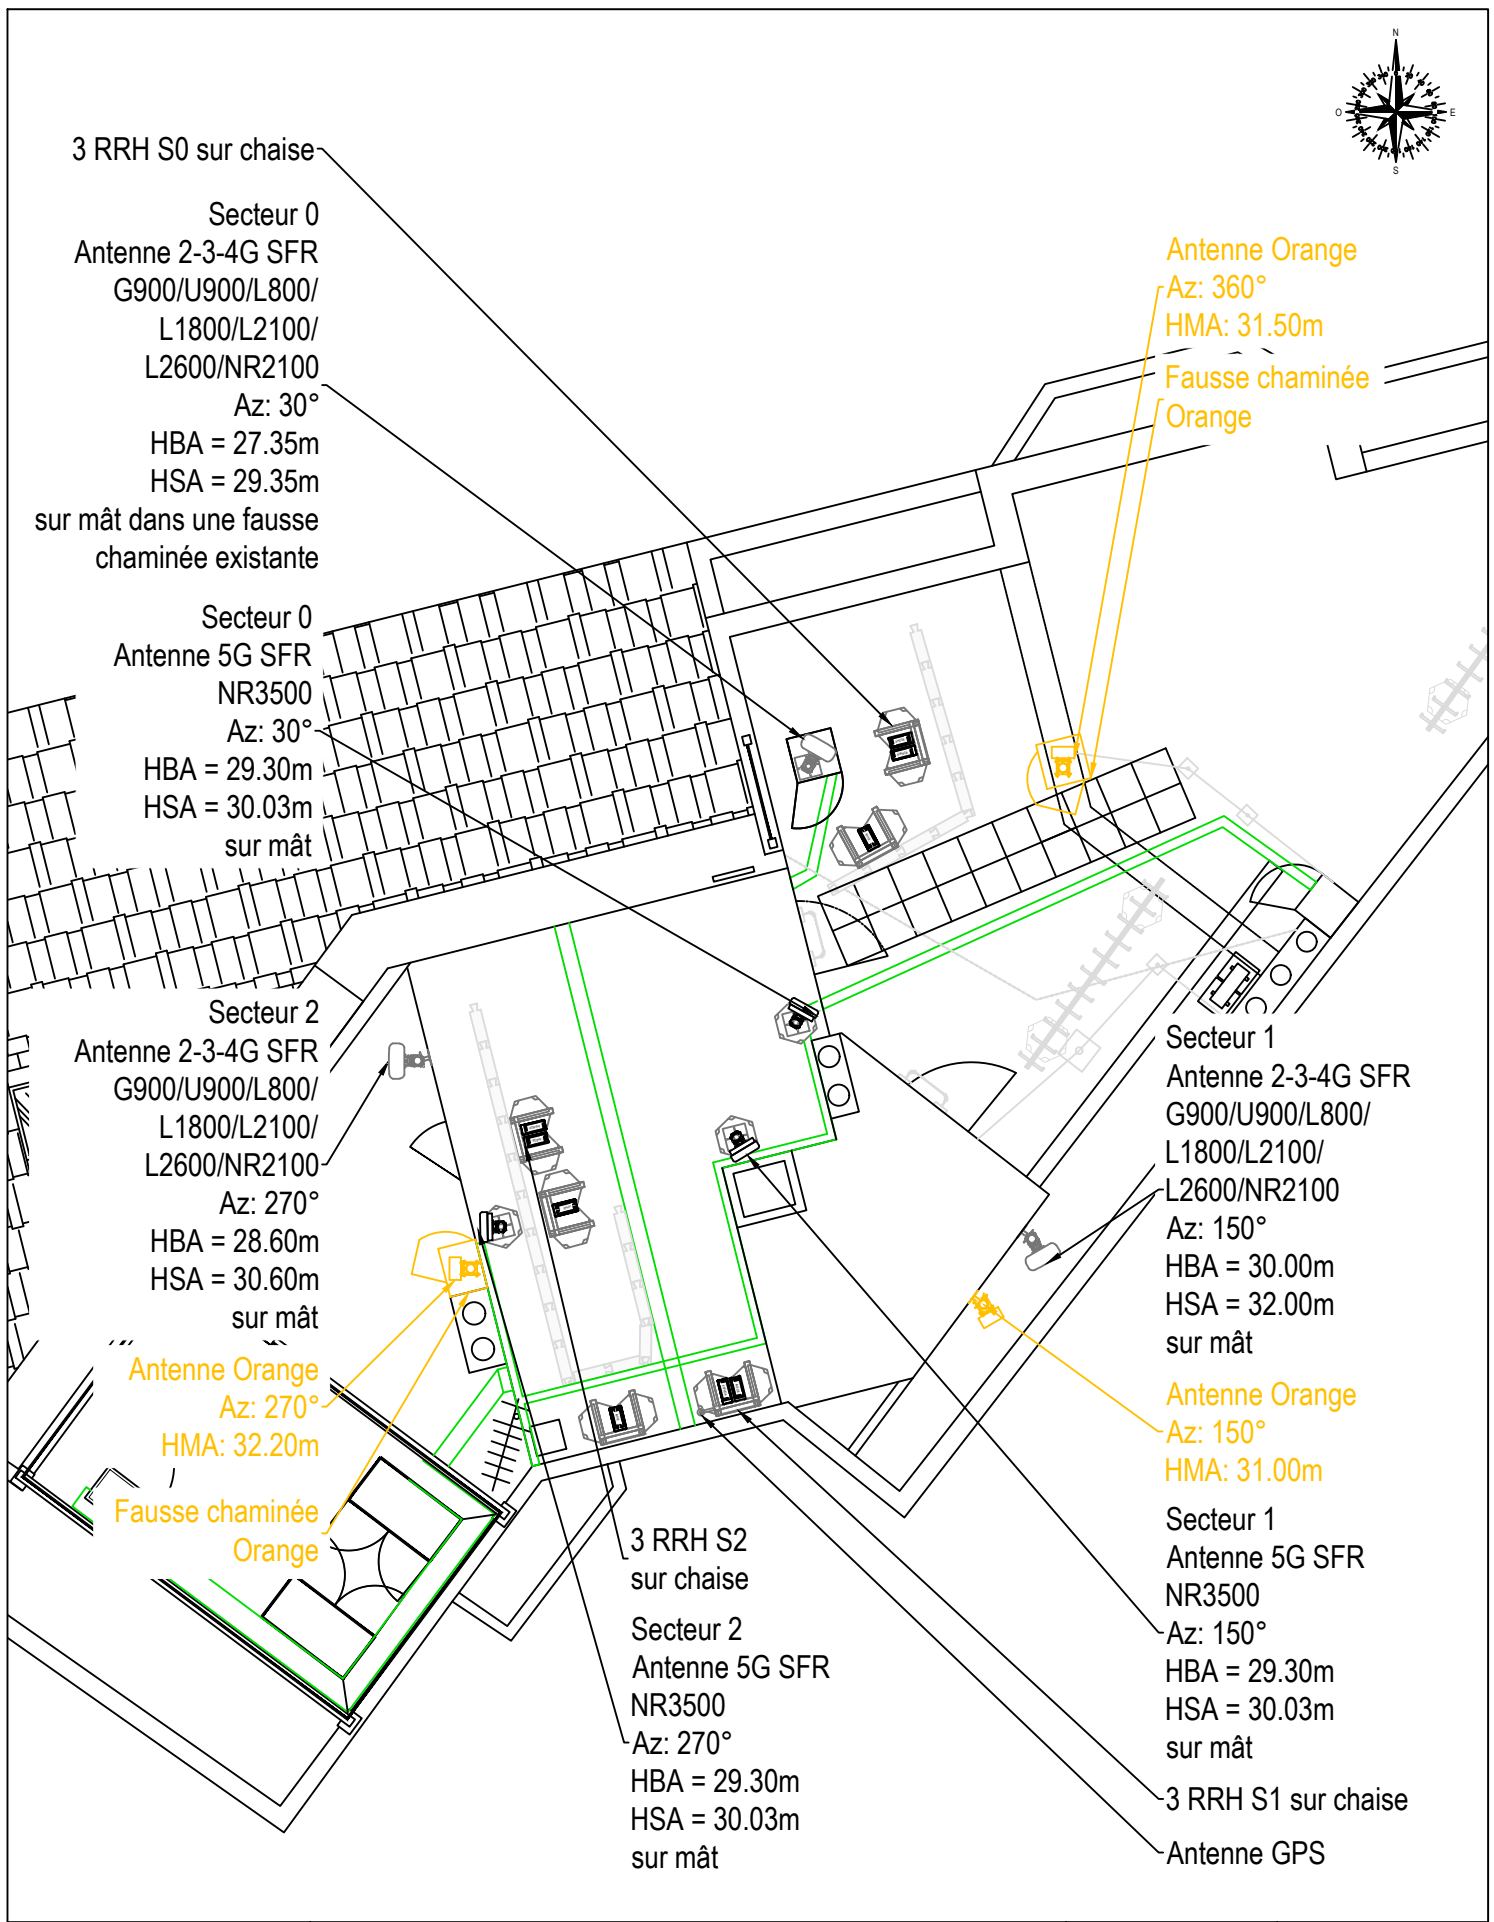 N
O
E
S
3 RRH S0 sur chaise
Secteur 0
Antenne 2-3-4G SFR
G900/U900/L800/
L1800/L2100/
L2600/NR2100
Az: 30°
HBA = 27.35m
HSA = 29.35m
sur mât dans une fausse
chaminée existante
Antenne Orange
Az: 360°
HMA: 31.50m
Fausse chaminée
Orange
Secteur 0
Antenne 5G SFR
NR3500
Az: 30°
HBA = 29.30m
HSA = 30.03m
sur mât
Secteur 2
Antenne 2-3-4G SFR
G900/U900/L800/
L1800/L2100/
L2600/NR2100
Az: 270°
HBA = 28.60m
HSA = 30.60m
sur mât
Secteur 1
Antenne 2-3-4G SFR
G900/U900/L800/
L1800/L2100/
L2600/NR2100
Az: 150°
HBA = 30.00m
HSA = 32.00m
sur mât
Antenne Orange
Az: 270°
HMA: 32.20m
Fausse chaminée
Orange
Antenne Orange
Az: 150°
HMA: 31.00m
3 RRH S2
sur chaise
Secteur 2
Antenne 5G SFR
NR3500
Az: 270°
HBA = 29.30m
HSA = 30.03m
sur mât
Secteur 1
Antenne 5G SFR
NR3500
Az: 150°
HBA = 29.30m
HSA = 30.03m
sur mât
3 RRH S1 sur chaise
Antenne GPS